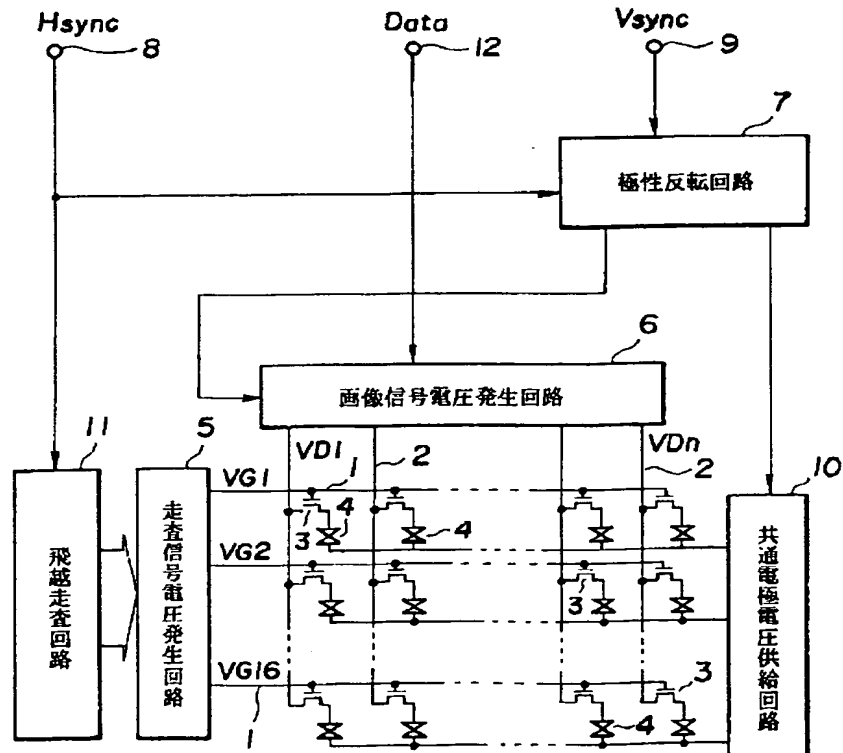 Hsync
8
Data
12
Vsync
9
7
極性反転回路
6
画像信号電圧発生回路
11
飛越走査回路
5
走査信号電圧発生回路
VD1
2
VDn
2
10
共通電極電圧供給回路
VG1
1
3
4
4
VG2
3
VG16
1
3
4